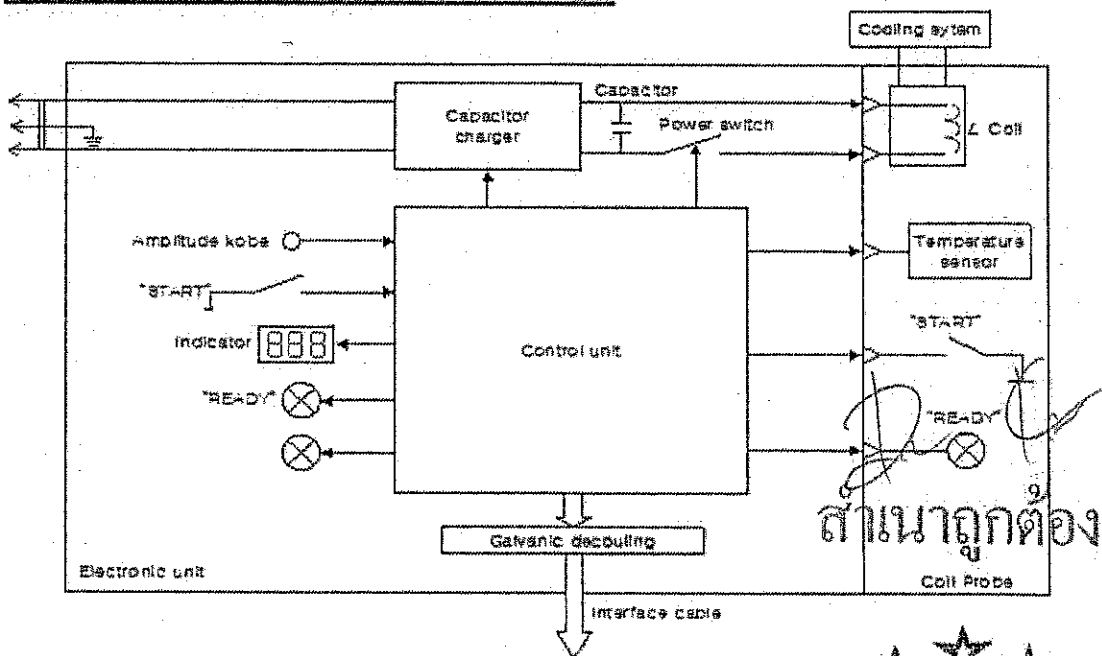 Cooling sytem
Capacitor
Capacitor
charger
Power switch
L Coil
Amplitude kobe
"START"
Indicator
888
"READY"
Control unit
Temperature
sensor
"START"
"READY"
สำเนาถูกต้อง
Galvanic decouling
Electronic unit
Coil Probe
Interface cable